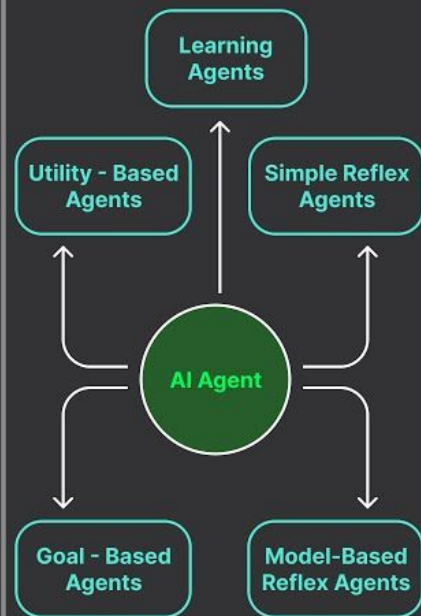 Learning
Agents
Utility - Based
Agents
Simple Reflex
Agents
AI Agent
Goal - Based
Agents
Model-Based
Reflex Agents